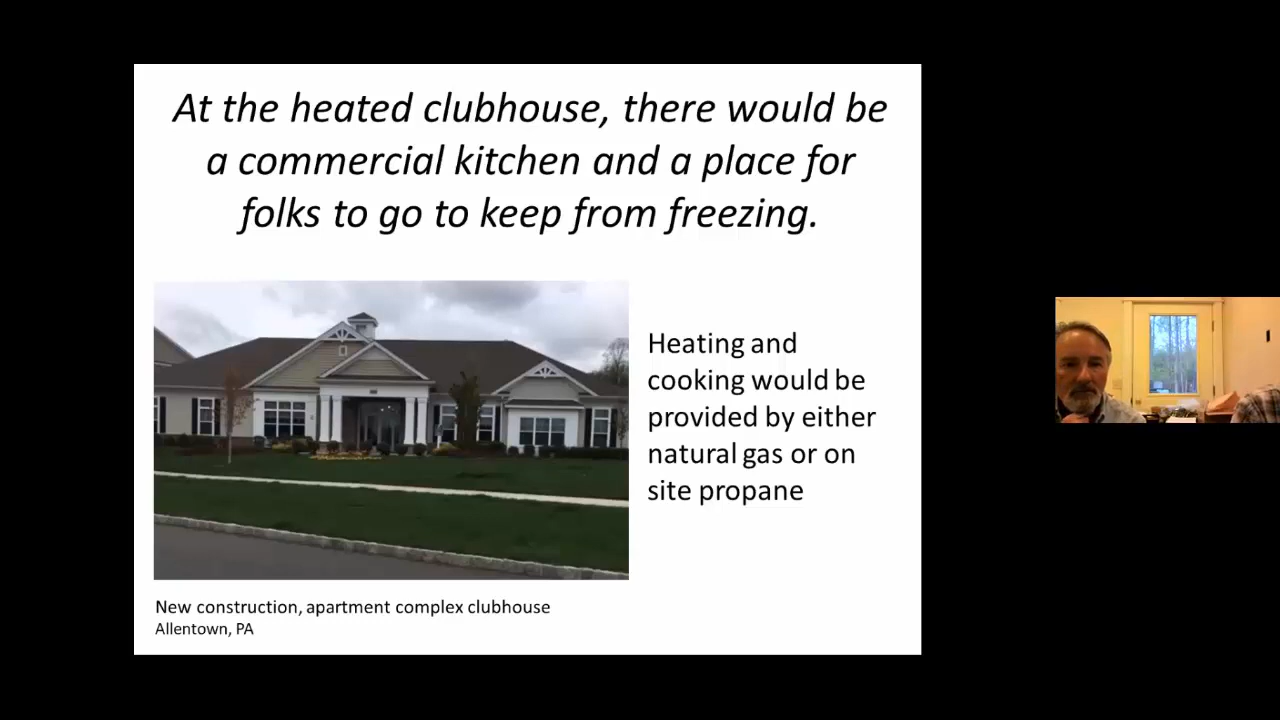 At the heated clubhouse, there would be
a commercial kitchen and a place for
folks to go to keep from freezing.
Heating and
cooking would be
provided by either
natural gas or on
site propane
New construction, apartment complex clubhouse
Allentown, PA